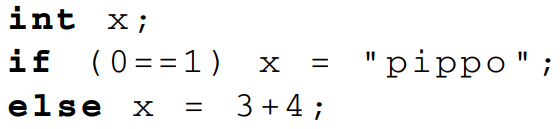 int x;
if (0==1) x = "pippo";
else x = 3+4;